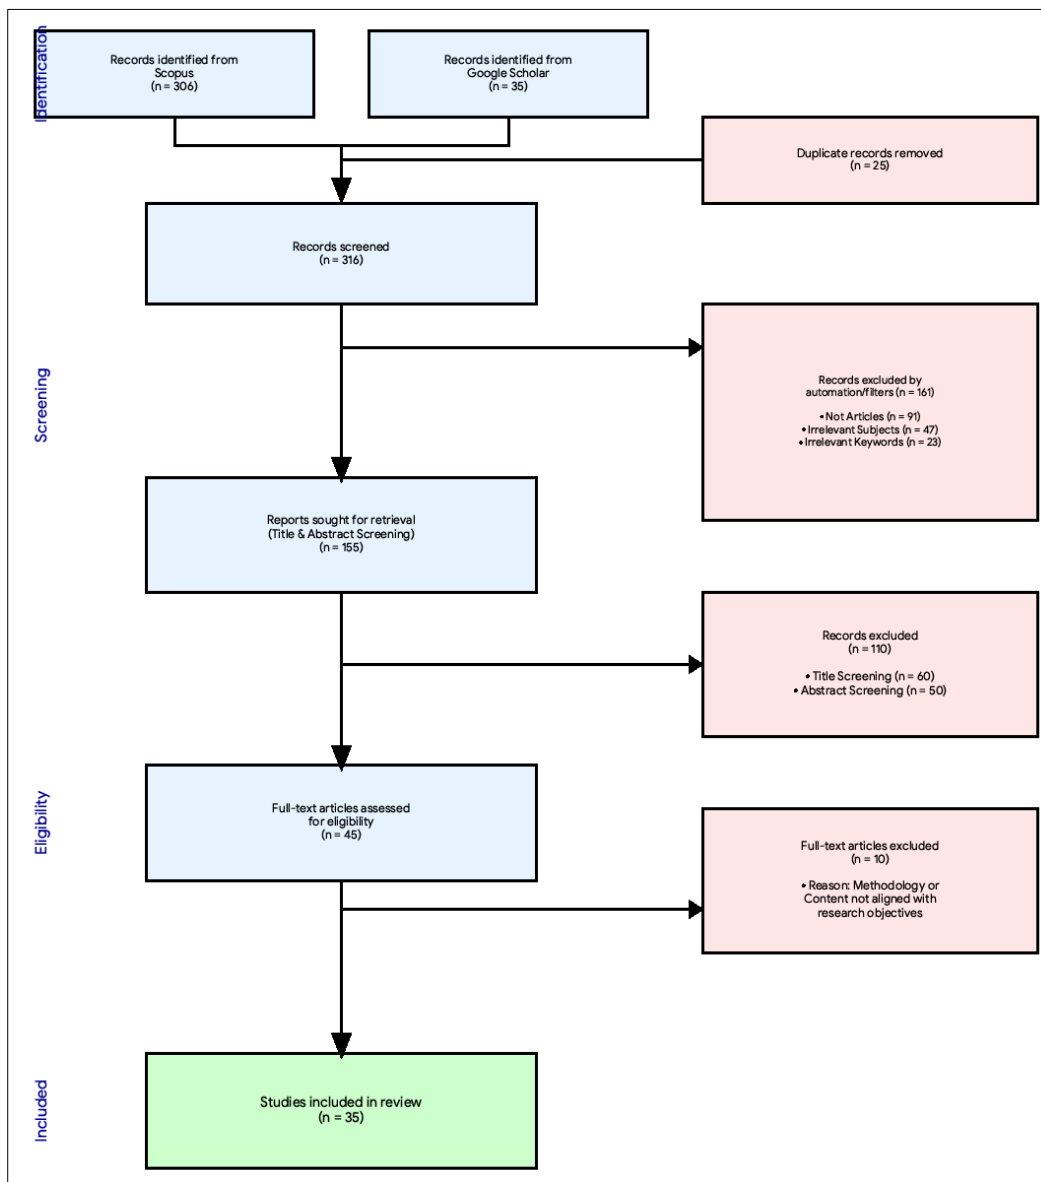 Identification
Records identified from
Scopus
(n = 306)
Records identified from
Google Scholar
(n = 35)
Duplicate records removed
(n = 25)
Records screened
(n = 316)
Screening
Records excluded by
automation/filters (n = 161)
• Not Articles (n = 91)
• Irrelevant Subjects (n = 47)
• Irrelevant Keywords (n = 23)
Reports sought for retrieval
(Title & Abstract Screening)
(n = 155)
Records excluded
(n = 110)
• Title Screening (n = 60)
• Abstract Screening (n = 50)
Eligibility
Full-text articles assessed
for eligibility
(n = 45)
Full-text articles excluded
(n = 10)
• Reason: Methodology or
Content not aligned with
research objectives
Included
Studies included in review
(n = 35)